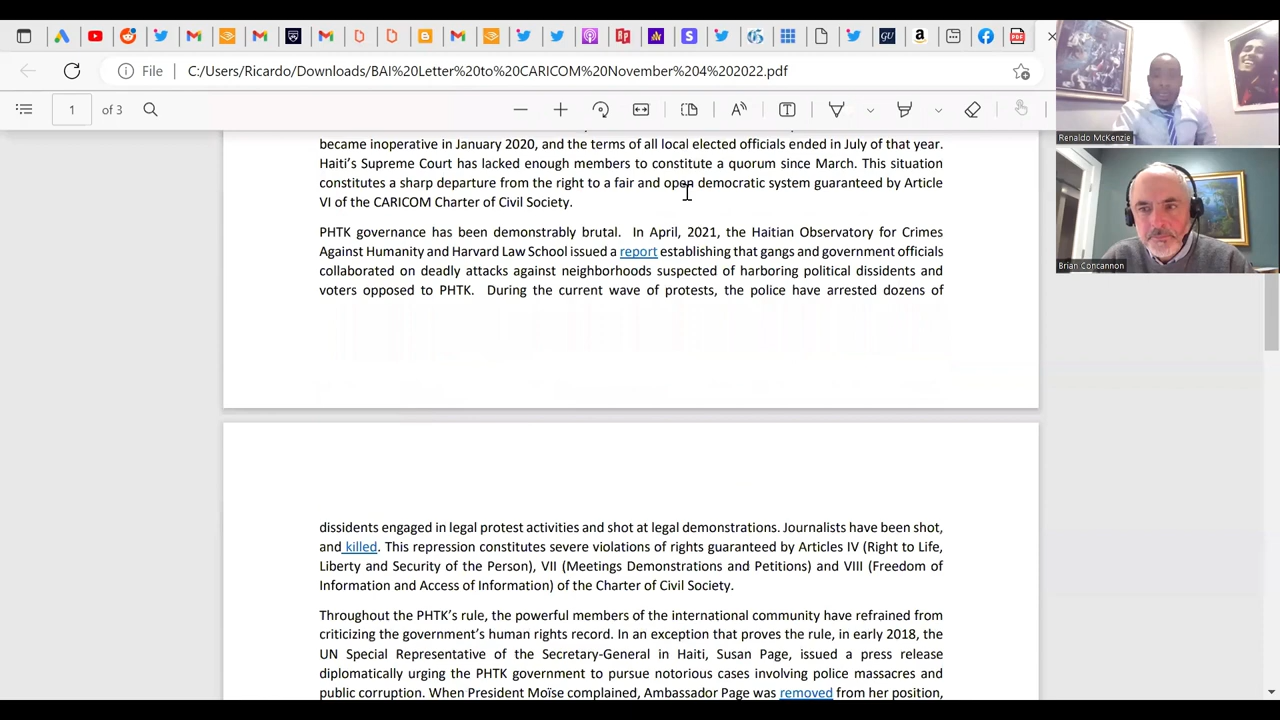 File
C:/Users/Ricardo/Downloads/BAI%20Letter%20to%20CARICOM%20November%204%202022.pdf
1 of 3
became inoperative in January 2020, and the terms of all local elected officials ended in July of that year.
Haiti's Supreme Court has lacked enough members to constitute a quorum since March. This situation
constitutes a sharp departure from the right to a fair and open democratic system guaranteed by Article
VI of the CARICOM Charter of Civil Society.
PHTK governance has been demonstrably brutal. In April, 2021, the Haitian Observatory for Crimes
Against Humanity and Harvard Law School issued a report establishing that gangs and government officials
collaborated on deadly attacks against neighborhoods suspected of harboring political dissidents and
voters opposed to PHTK. During the current wave of protests, the police have arrested dozens of
dissidents engaged in legal protest activities and shot at legal demonstrations. Journalists have been shot,
and killed. This repression constitutes severe violations of rights guaranteed by Articles IV (Right to Life,
Liberty and Security of the Person), VII (Meetings Demonstrations and Petitions) and VIII (Freedom of
Information and Access of Information) of the Charter of Civil Society.
Throughout the PHTK's rule, the powerful members of the international community have refrained from
criticizing the government's human rights record. In an exception that proves the rule, in early 2018, the
UN Special Representative of the Secretary-General in Haiti, Susan Page, issued a press release
diplomatically urging the PHTK government to pursue notorious cases involving police massacres and
public corruption. When President Moïse complained, Ambassador Page was removed from her position,
Renaldo McKenzie
Brian Concannon